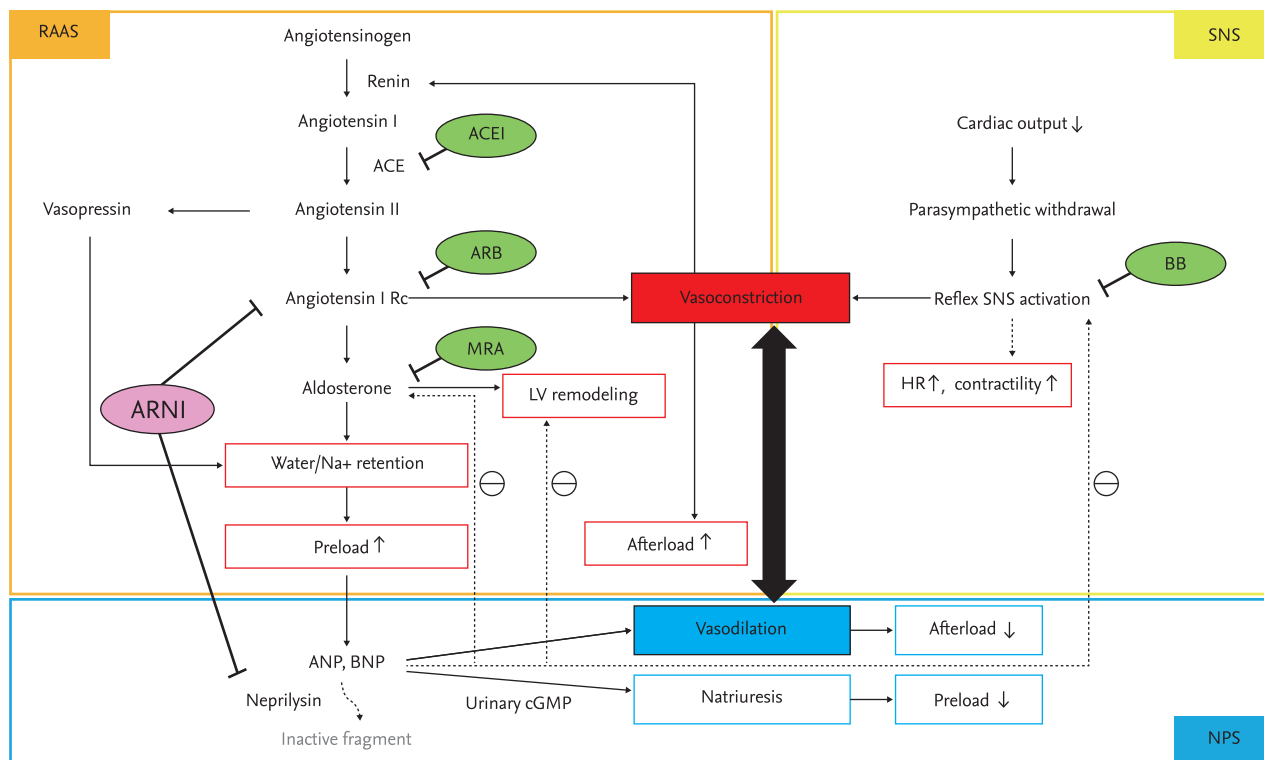 RAAS
SNS
Angiotensinogen
Renin
Angiotensin I
ACEI
ACE
Cardiac output ↓
Vasopressin
Angiotensin II
Parasympathetic withdrawal
ARB
BB
Angiotensin I Rc
Vasoconstriction
Reflex SNS activation
MRA
Aldosterone
LV remodeling
HR ↑, contractility ↑
ARNI
Water/Na+ retention
Preload ↑
Afterload ↑
Vasodilation
Afterload ↓
ANP, BNP
Neprilysin
Urinary cGMP
Natriuresis
Preload ↓
Inactive fragment
NPS